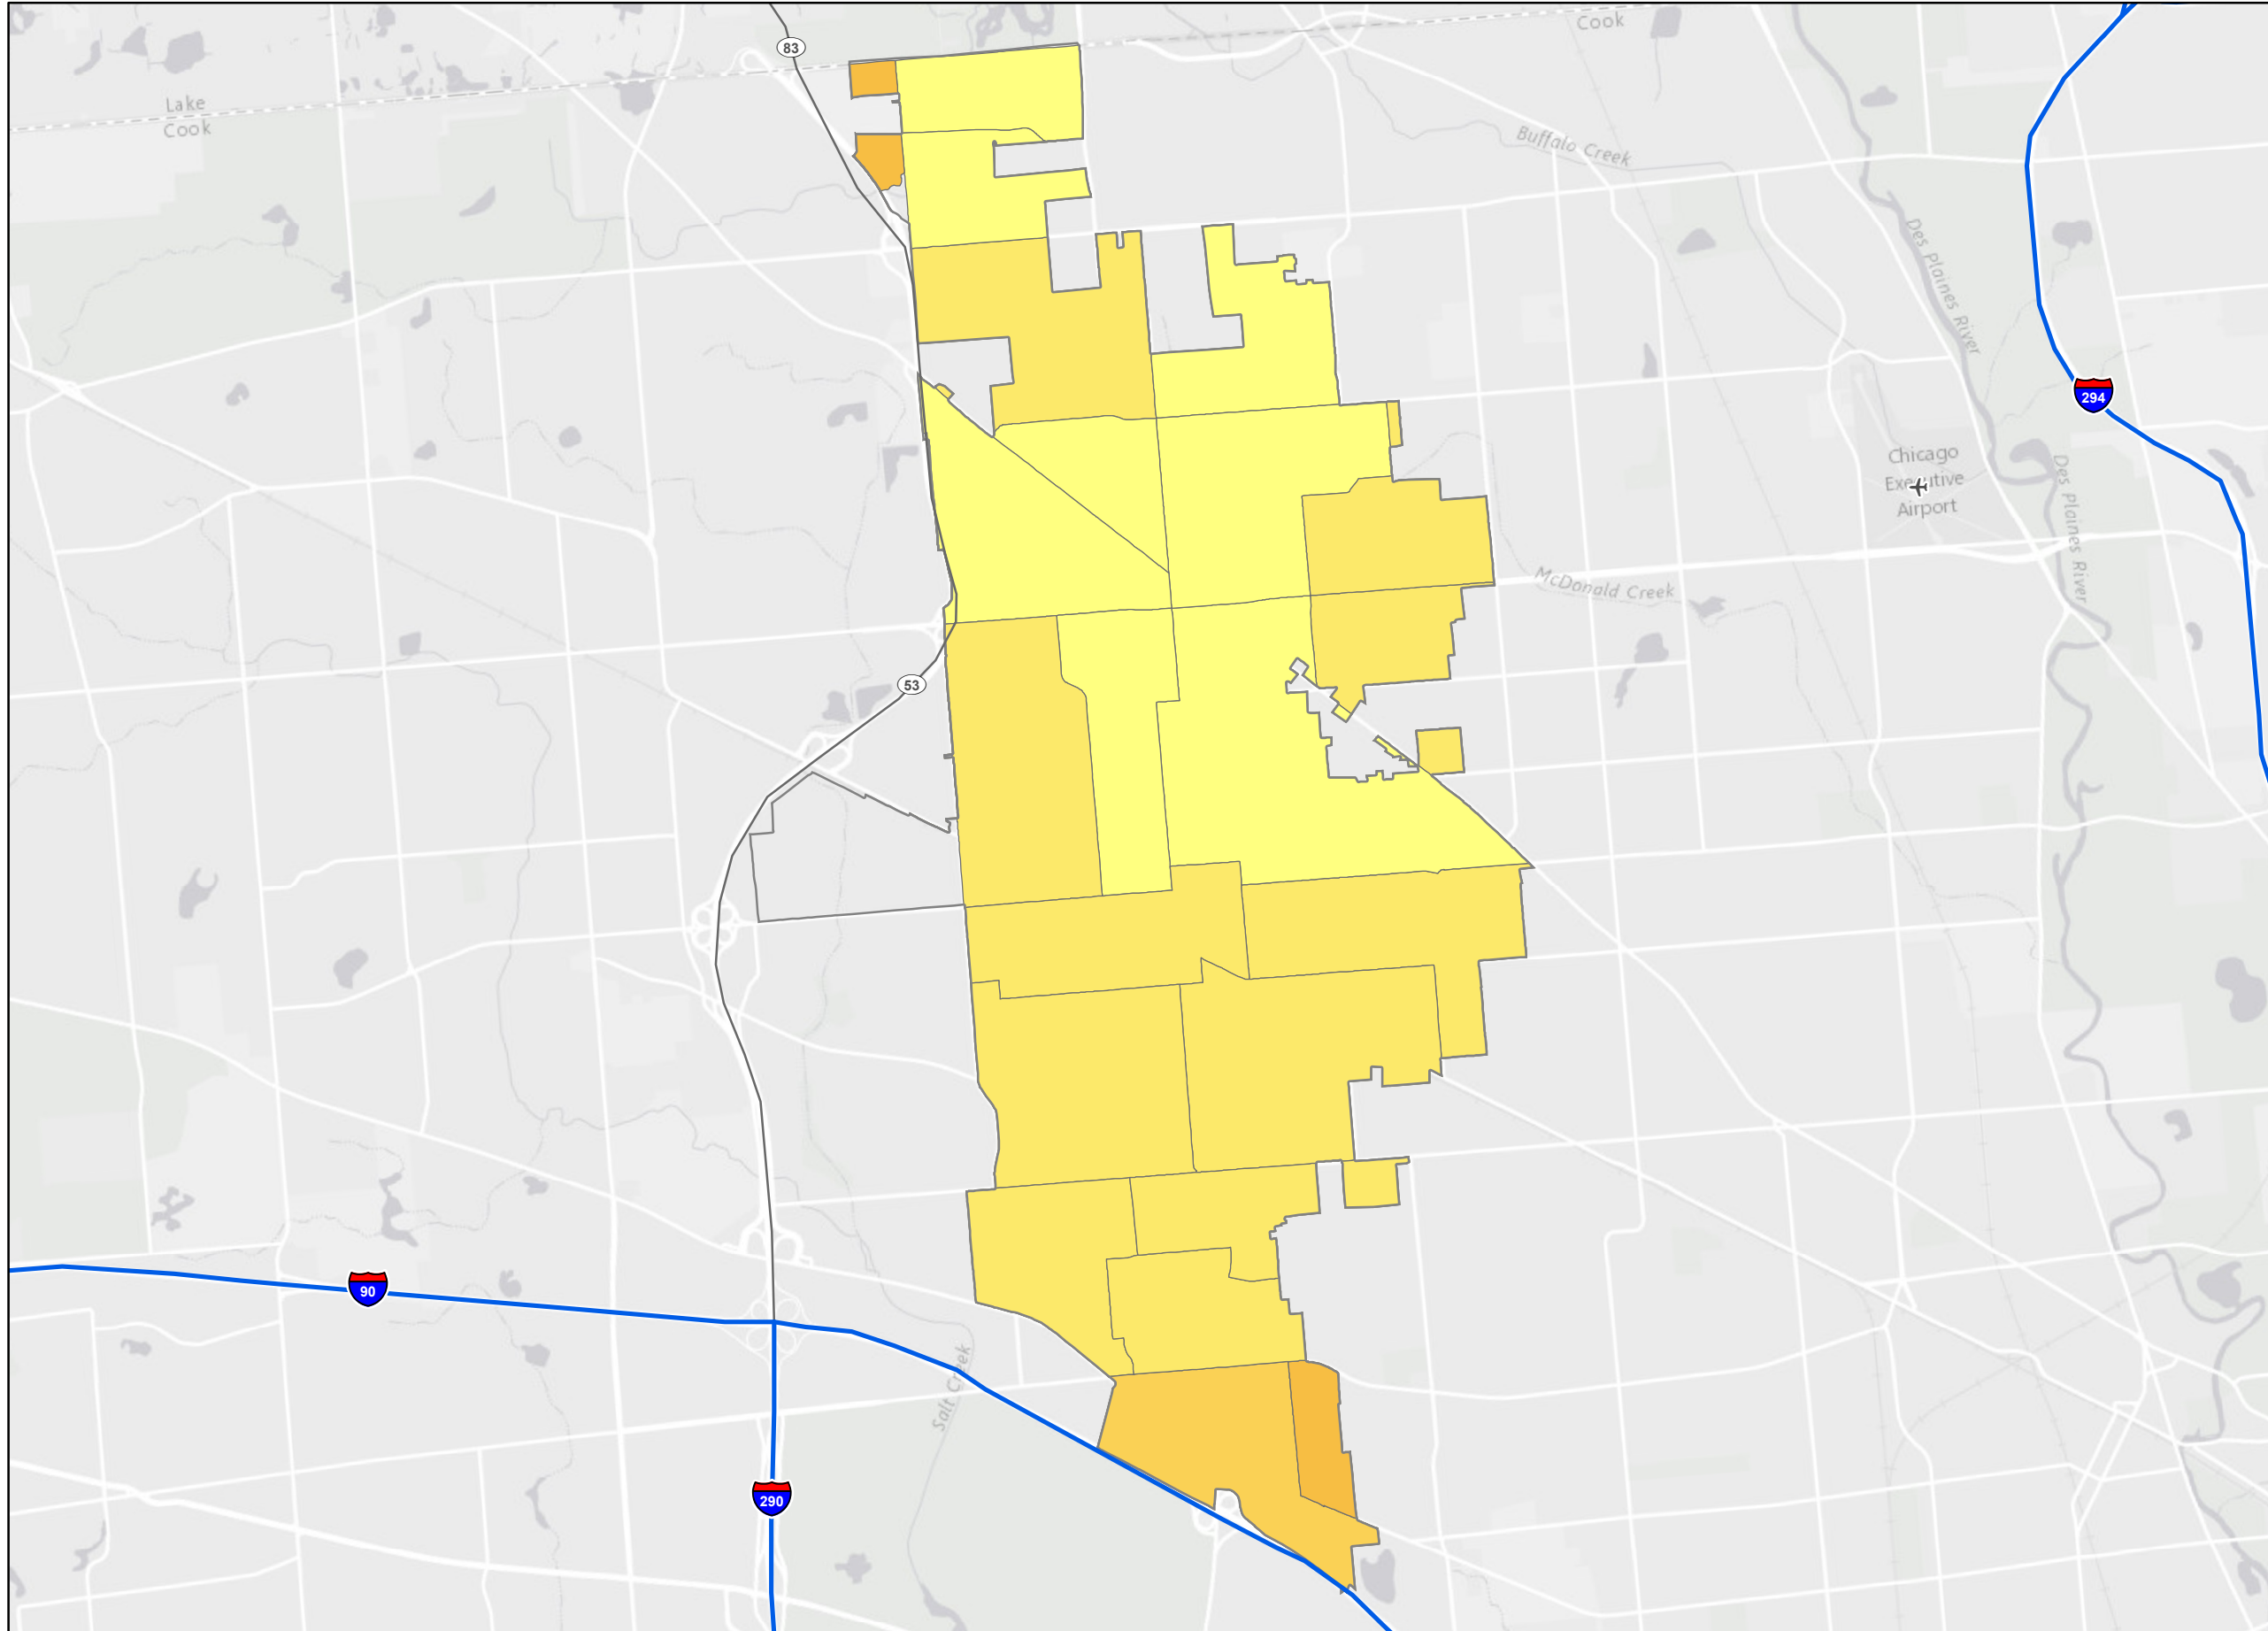 Cook
83
Lake
Cook
Buffalo Creek
Des Plaines River
294
Chicago
Executive
Airport
Des Plaines River
McDonald Creek
53
90
Salt Creek
290